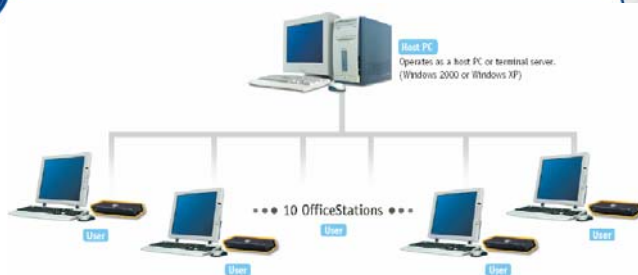 Host PC
Operates as a host PC or terminal server.
(Windows 2000 or Windows XP)
••• 10 OfficeStations •••
User
User
User
User
User